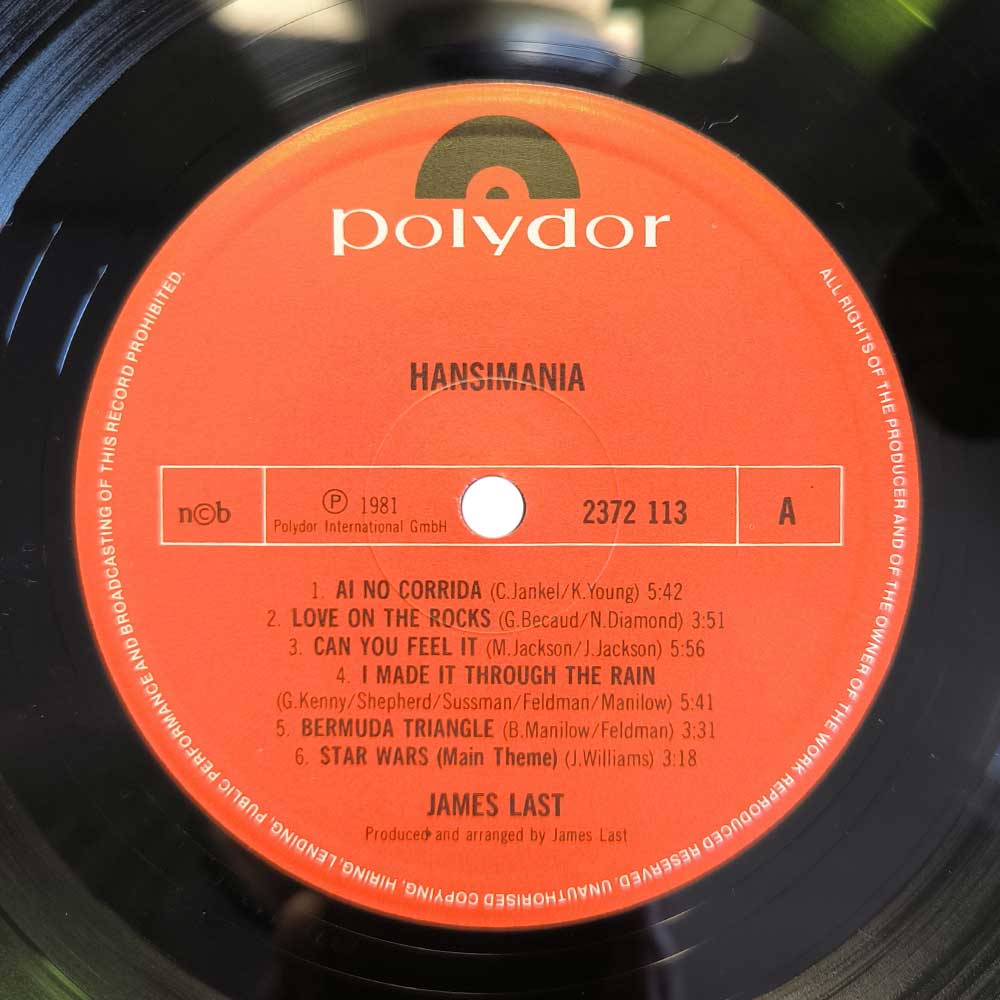 polydor
HANSIMANIA
n©b
℗ 1981
Polydor International GmbH
2372 113
A
1. AI NO CORRIDA (C.Jankel/K.Young) 5:42
2. LOVE ON THE ROCKS (G.Becaud/N.Diamond) 3:51
3. CAN YOU FEEL IT (M.Jackson/J.Jackson) 5:56
4. I MADE IT THROUGH THE RAIN
(G.Kenny/Shepherd/Sussman/Feldman/Manilow) 5:41
5. BERMUDA TRIANGLE (B.Manilow/Feldman) 3:31
6. STAR WARS (Main Theme) (J.Williams) 3:18
JAMES LAST
Produced and arranged by James Last
ALL RIGHTS OF THE PRODUCER AND OF THE OWNER OF THE WORK REPRODUCED RESERVED. UNAUTHORISED COPYING, HIRING, LENDING, PUBLIC PERFORMANCE AND BROADCASTING OF THIS RECORD PROHIBITED.